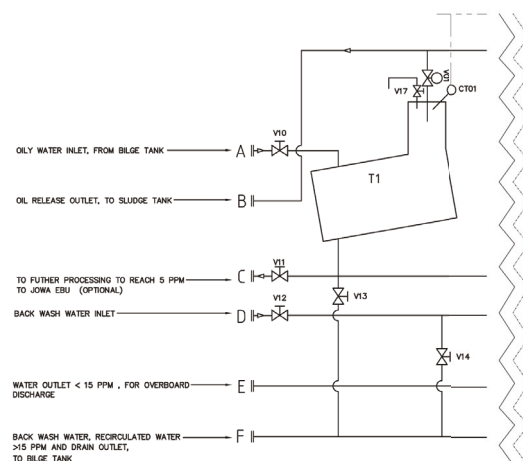 VO1
V17
CT01
V10
OILY WATER INLET, FROM BILGE TANK
A
T1
OIL RELEASE OUTLET, TO SLUDGE TANK
B
V11
C
TO FUTHER PROCESSING TO REACH 5 PPM
TO JOWA EBU (OPTIONAL)
V12
V13
BACK WASH WATER INLET
D
V14
WATER OUTLET < 15 PPM , FOR OVERBOARD
DISCHARGE
E
BACK WASH WATER, RECIRCULATED WATER
>15 PPM AND DRAIN OUTLET,
TO BILGE TANK
F